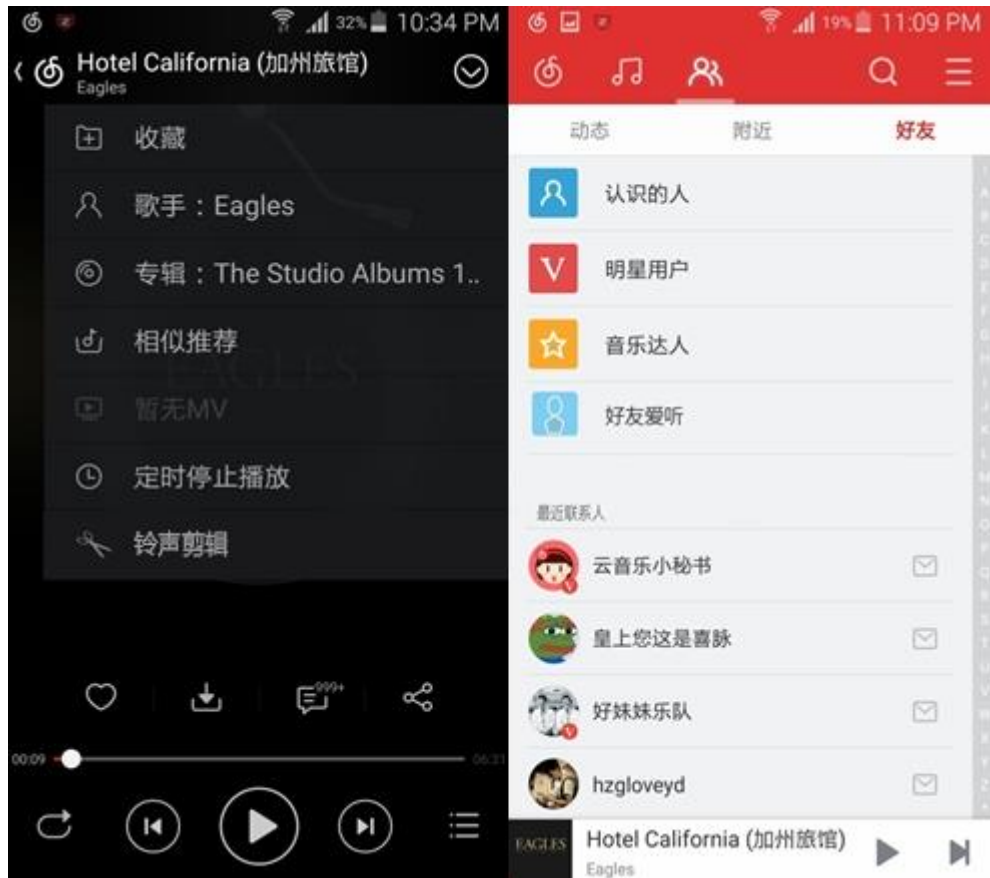 32% 10:34 PM
Hotel California (加州旅馆)
Eagles
收藏
歌手：Eagles
专辑：The Studio Albums 1..
相似推荐
EAGLES
暂无MV
定时停止播放
铃声剪辑
999+
00:09
06:31
19% 11:09 PM
动态 附近 好友
认识的人
V
明星用户
音乐达人
好友爱听
最近联系人
云音乐小秘书
皇上您这是喜脉
好妹妹乐队
hzgloveyd
EAGLES
Hotel California (加州旅馆)
Eagles